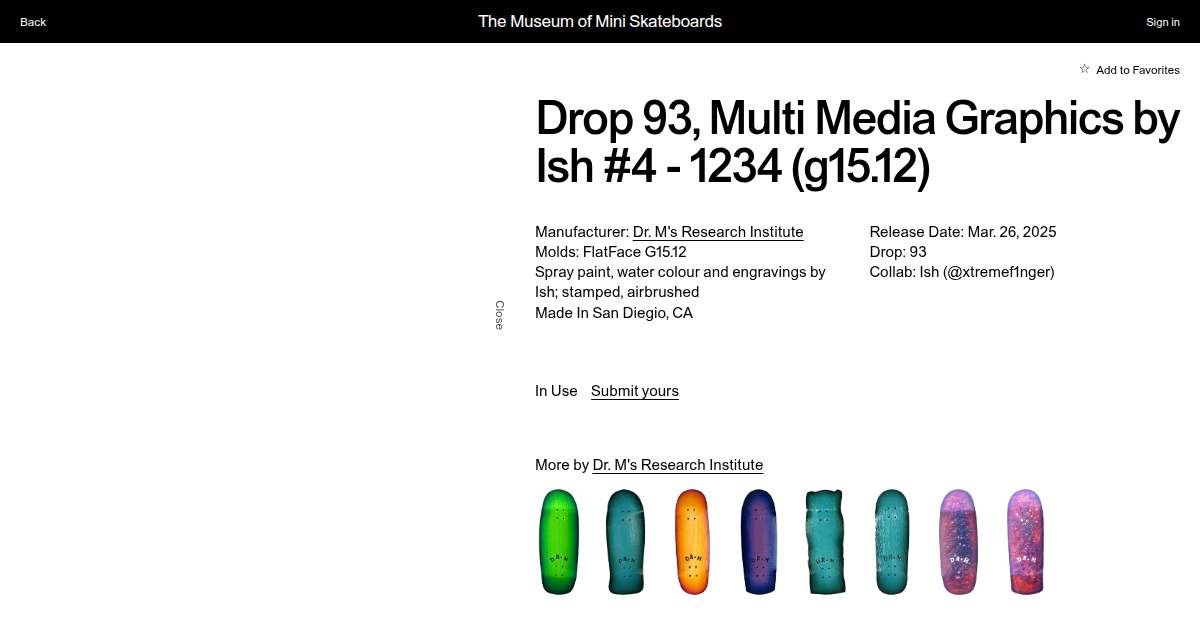 Back
The Museum of Mini Skateboards
Sign in
☆ Add to Favorites
Drop 93, Multi Media Graphics by
Ish #4 - 1234 (g15.12)
Manufacturer: Dr. M's Research Institute
Molds: FlatFace G15.12
Spray paint, water colour and engravings by
Ish; stamped, airbrushed
Made In San Diegio, CA
Release Date: Mar. 26, 2025
Drop: 93
Collab: Ish (@xtremef1nger)
Close
In Use Submit yours
More by Dr. M's Research Institute